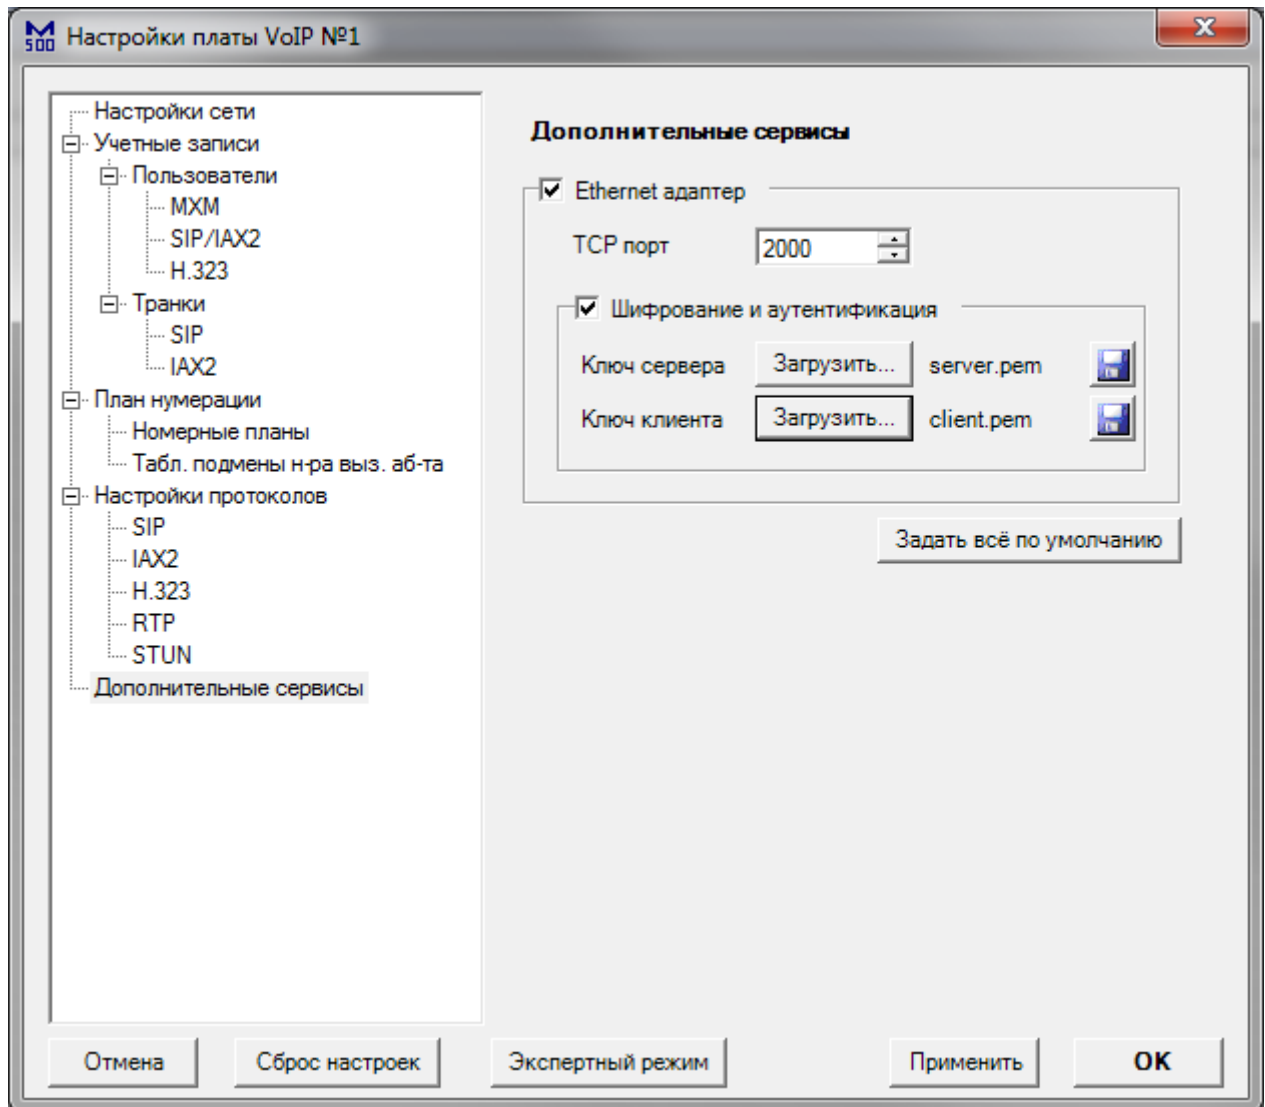 M
500
Настройки платы VoIP №1
Настройки сети
Учетные записи
Пользователи
MXM
SIP/IAX2
H.323
Транки
SIP
IAX2
План нумерации
Номерные планы
Табл. подмены н-ра выз. аб-та
Настройки протоколов
SIP
IAX2
H.323
RTP
STUN
Дополнительные сервисы
Дополнительные сервисы
Ethernet адаптер
TCP порт 2000
Шифрование и аутентификация
Ключ сервера Загрузить... server.pem
Ключ клиента Загрузить... client.pem
Задать всё по умолчанию
Отмена Сброс настроек Экспертный режим Применить OK